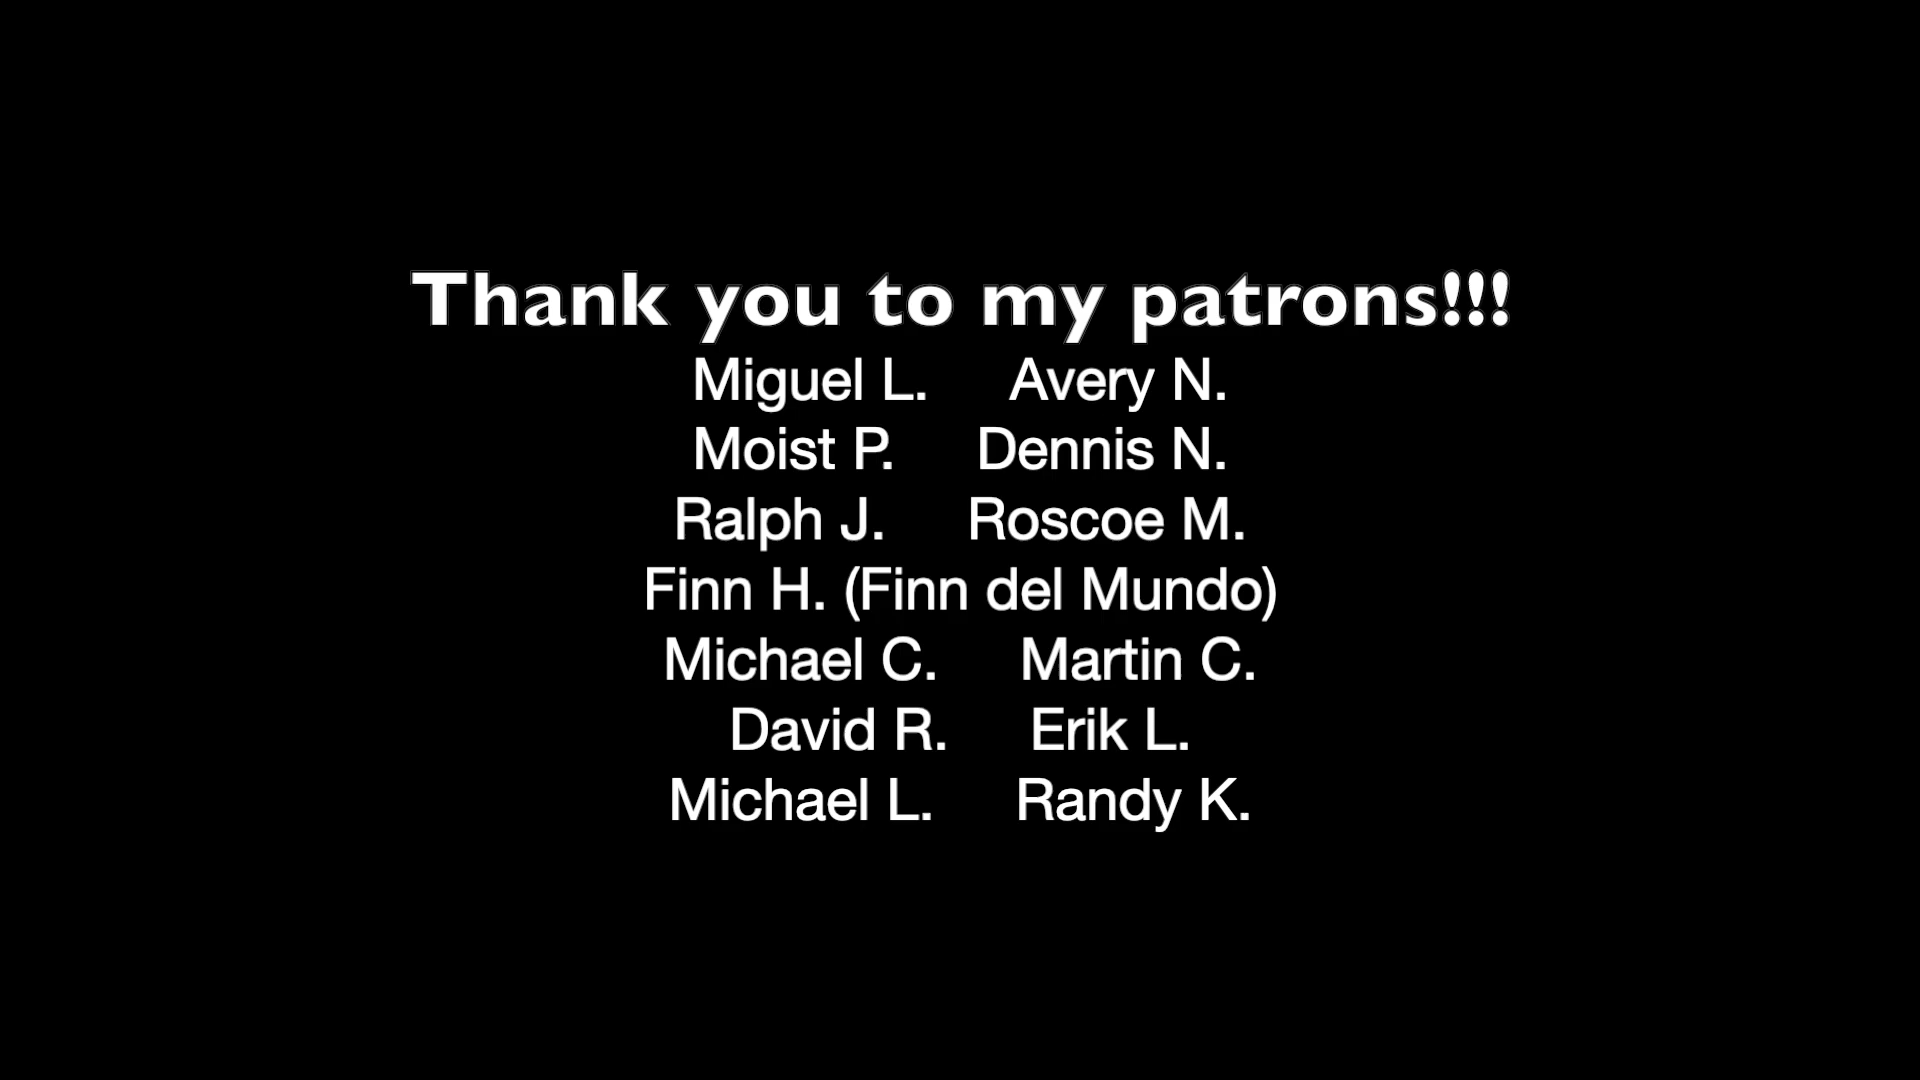 Thank you to my patrons!!!
Miguel L. Avery N.
Moist P. Dennis N.
Ralph J. Roscoe M.
Finn H. (Finn del Mundo)
Michael C. Martin C.
David R. Erik L.
Michael L. Randy K.